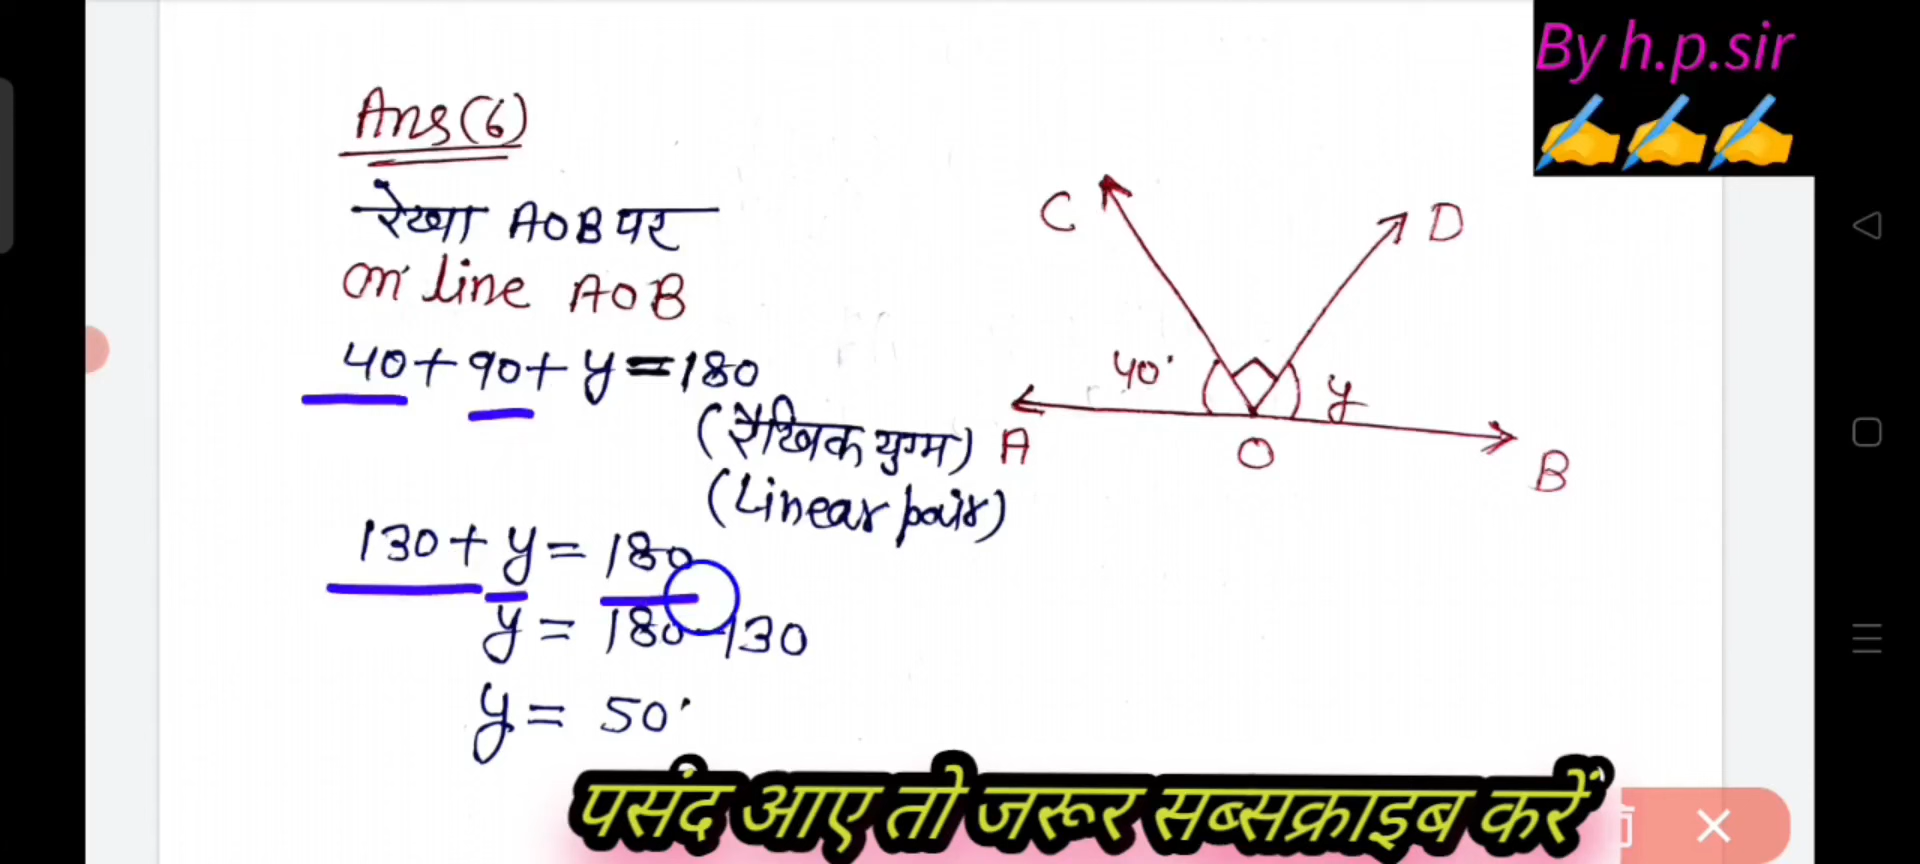 By h.p.sir
Ans(6)
रेखा AOB पर
on line AOB
40+90+y=180
(रैखिक युग्म)
(Linear pair)
130+y=180
y=180-130
y=50°
C
D
40°
y
A
O
B
पसंद आए तो जरूर सब्सक्राइब करें